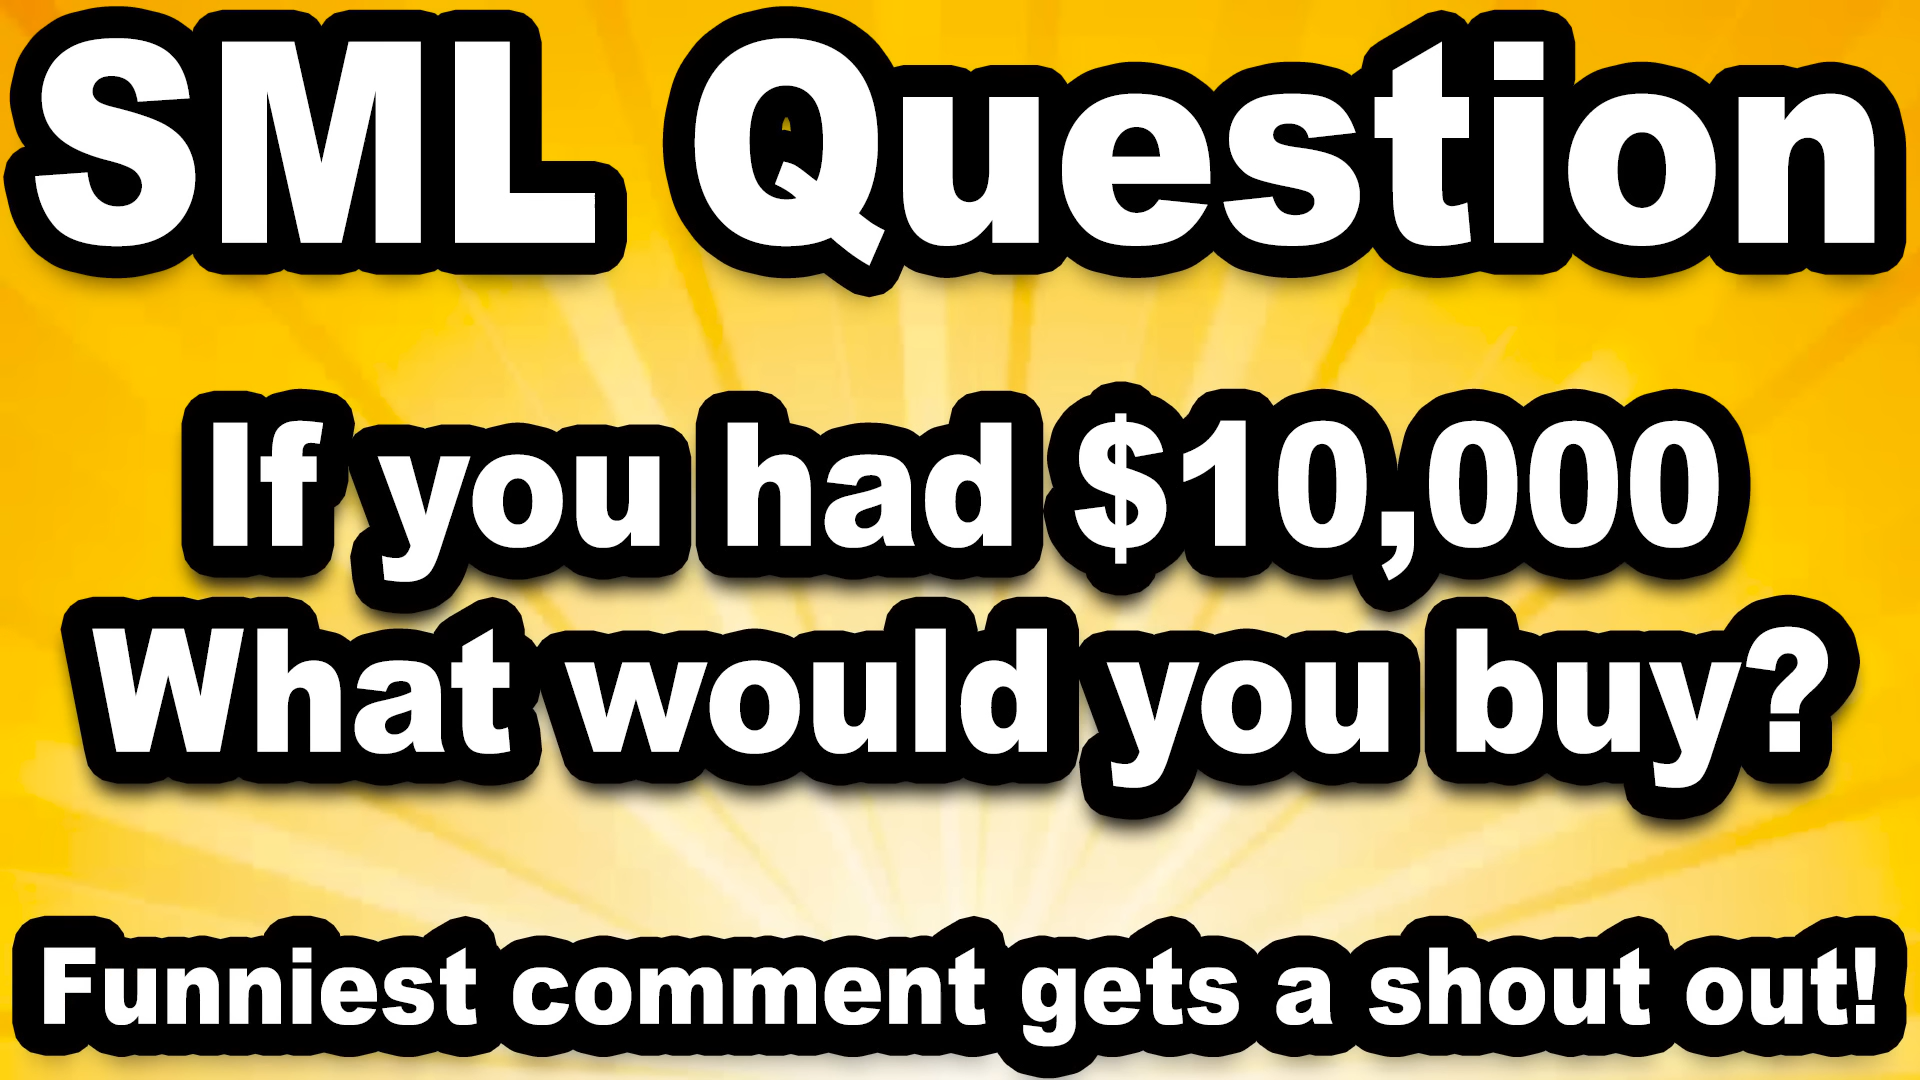 SML Question
If you had $10,000
What would you buy?
Funniest comment gets a shout out!